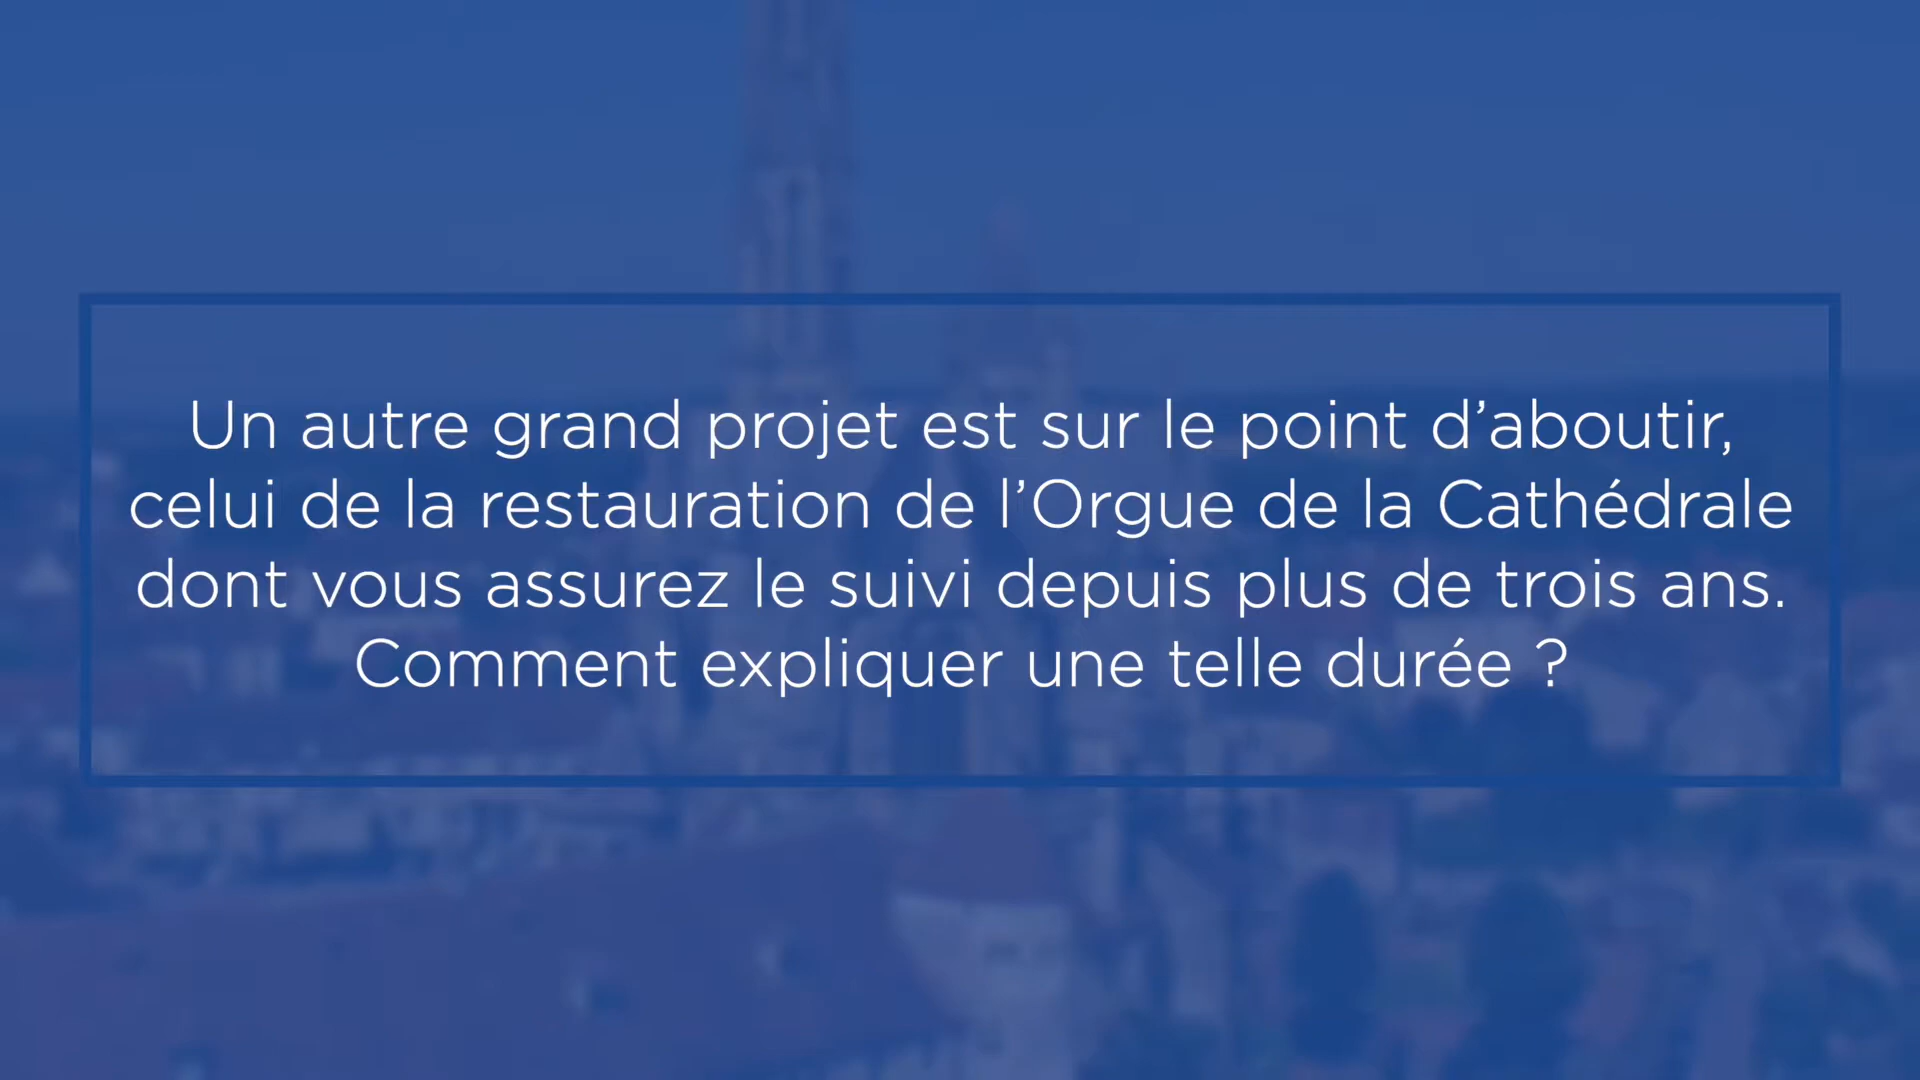 Un autre grand projet est sur le point d’aboutir,
celui de la restauration de l’Orgue de la Cathédrale
dont vous assurez le suivi depuis plus de trois ans.
Comment expliquer une telle durée ?